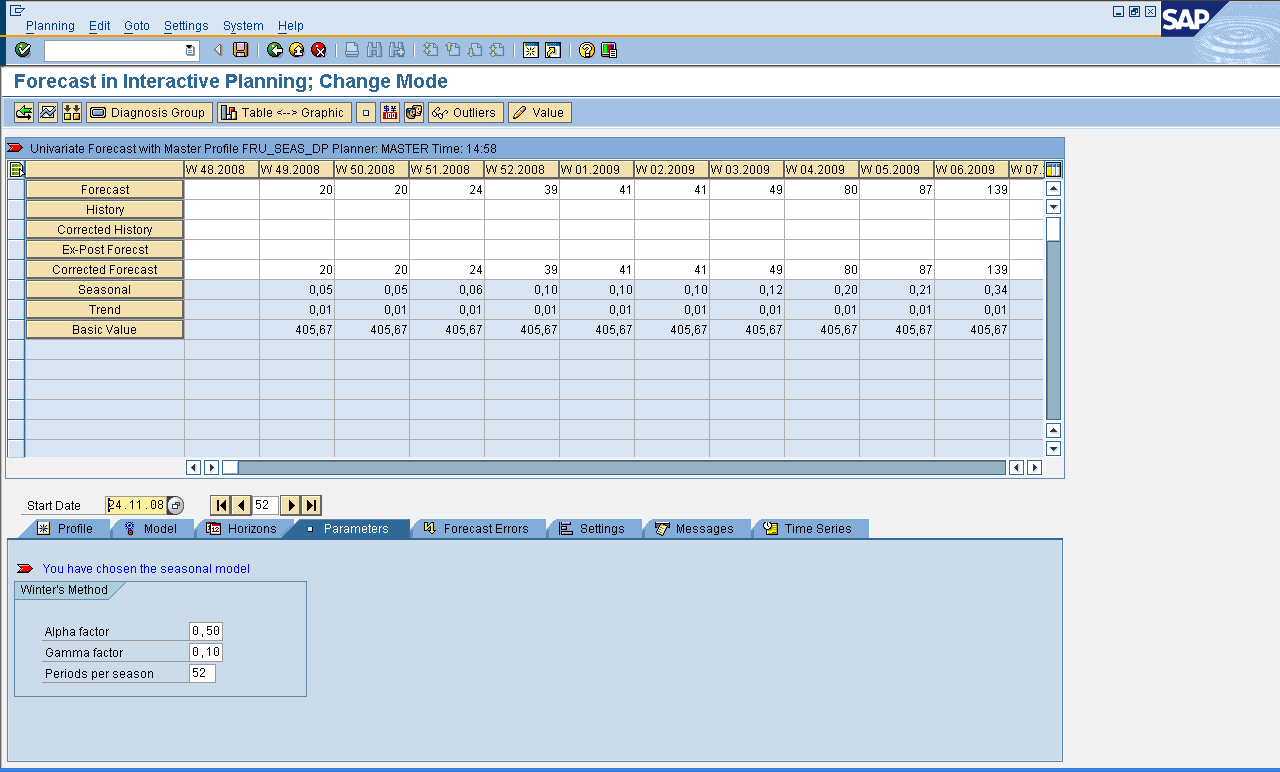 Planning Edit Goto Settings System Help
SAP
Forecast in Interactive Planning; Change Mode
Diagnosis Group Table <--> Graphic Outliers Value
Univariate Forecast with Master Profile FRU_SEAS_DP Planner: MASTER Time: 14:58
W 48.2008 W 49.2008 W 50.2008 W 51.2008 W 52.2008 W 01.2009 W 02.2009 W 03.2009 W 04.2009 W 05.2009 W 06.2009 W 07.:
Forecast 20 20 24 39 41 41 49 80 87 139
History
Corrected History
Ex-Post Forecst
Corrected Forecast 20 20 24 39 41 41 49 80 87 139
Seasonal 0,05 0,05 0,06 0,10 0,10 0,10 0,12 0,20 0,21 0,34
Trend 0,01 0,01 0,01 0,01 0,01 0,01 0,01 0,01 0,01 0,01
Basic Value 405,67 405,67 405,67 405,67 405,67 405,67 405,67 405,67 405,67 405,67
Start Date 24.11.08 52
Profile Model Horizons Parameters Forecast Errors Settings Messages Time Series
You have chosen the seasonal model
Winter's Method
Alpha factor 0,50
Gamma factor 0,10
Periods per season 52